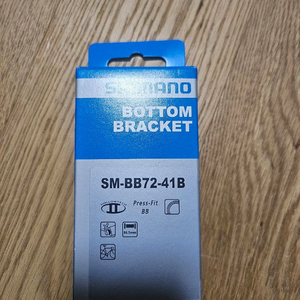 SHIMANO
BOTTOM
BRACKET
SM-BB72-41B
Press-Fit
BB